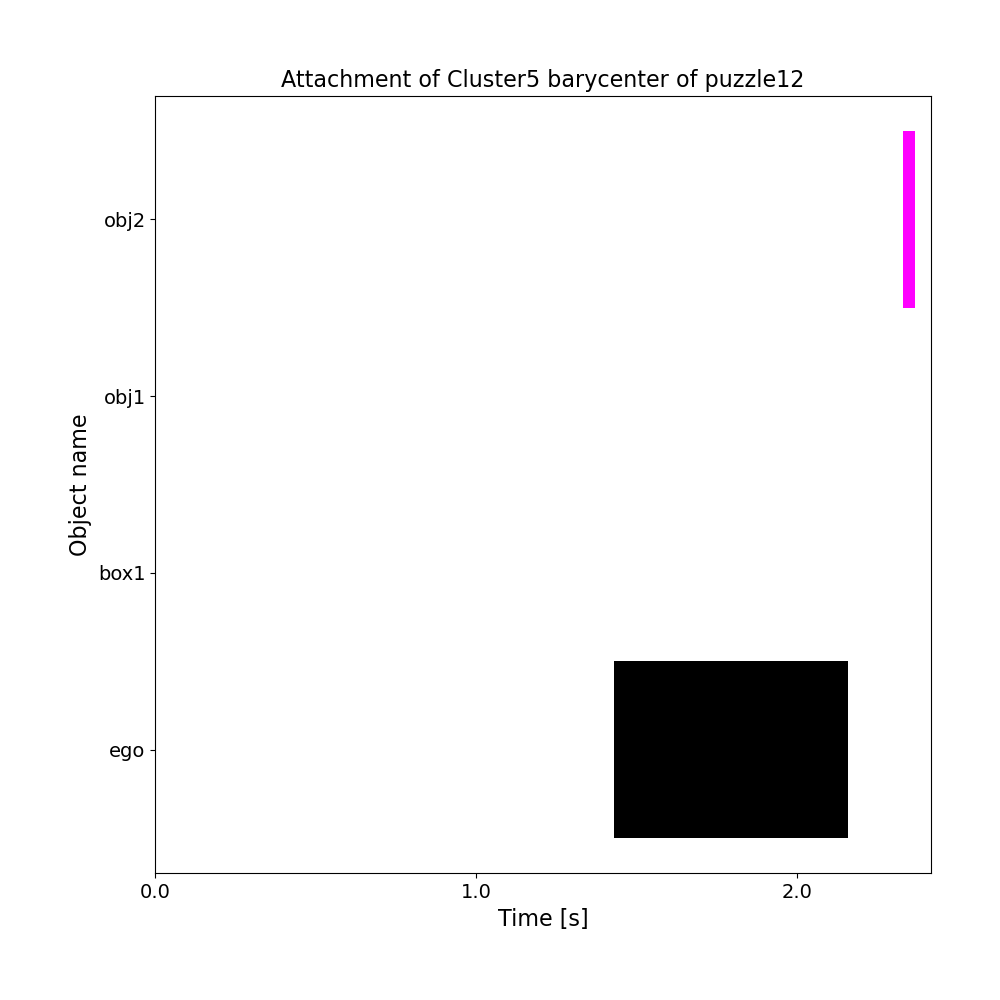 Attachment of Cluster5 barycenter of puzzle12
obj2
obj1
box1
ego
Object name
0.0 1.0 2.0
Time [s]